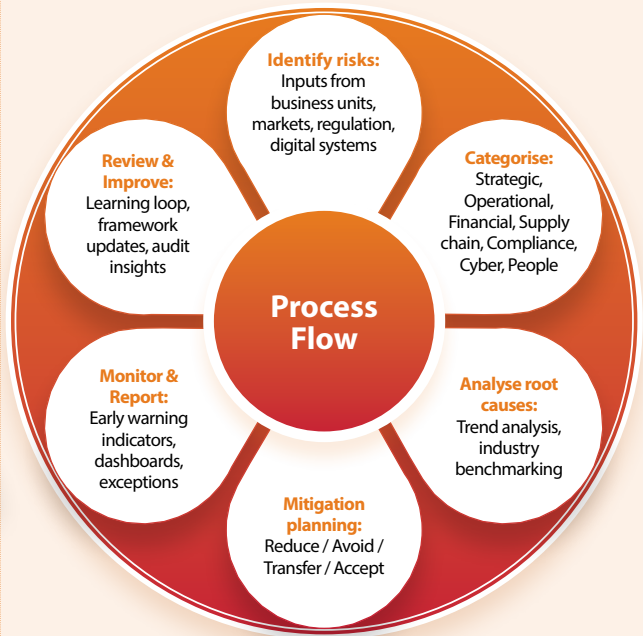 Identify risks:
Inputs from
business units,
markets, regulation,
digital systems
Categorise:
Strategic,
Operational,
Financial, Supply
chain, Compliance,
Cyber, People
Analyse root
causes:
Trend analysis,
industry
benchmarking
Mitigation
planning:
Reduce / Avoid /
Transfer / Accept
Monitor &
Report:
Early warning
indicators,
dashboards,
exceptions
Review &
Improve:
Learning loop,
framework
updates, audit
insights
Process
Flow